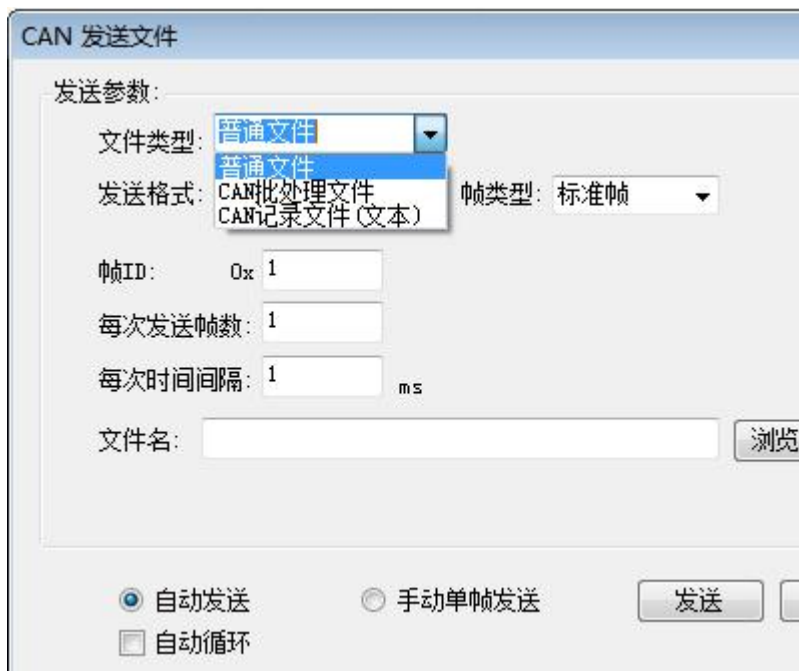 CAN 发送文件
发送参数:
文件类型: 普通文件
普通文件
发送格式: CAN批处理文件 帧类型: 标准帧
CAN记录文件(文本)
帧ID: 0x 1
每次发送帧数: 1
每次时间间隔: 1 ms
文件名: 浏览
自动发送 手动单帧发送 发送
自动循环